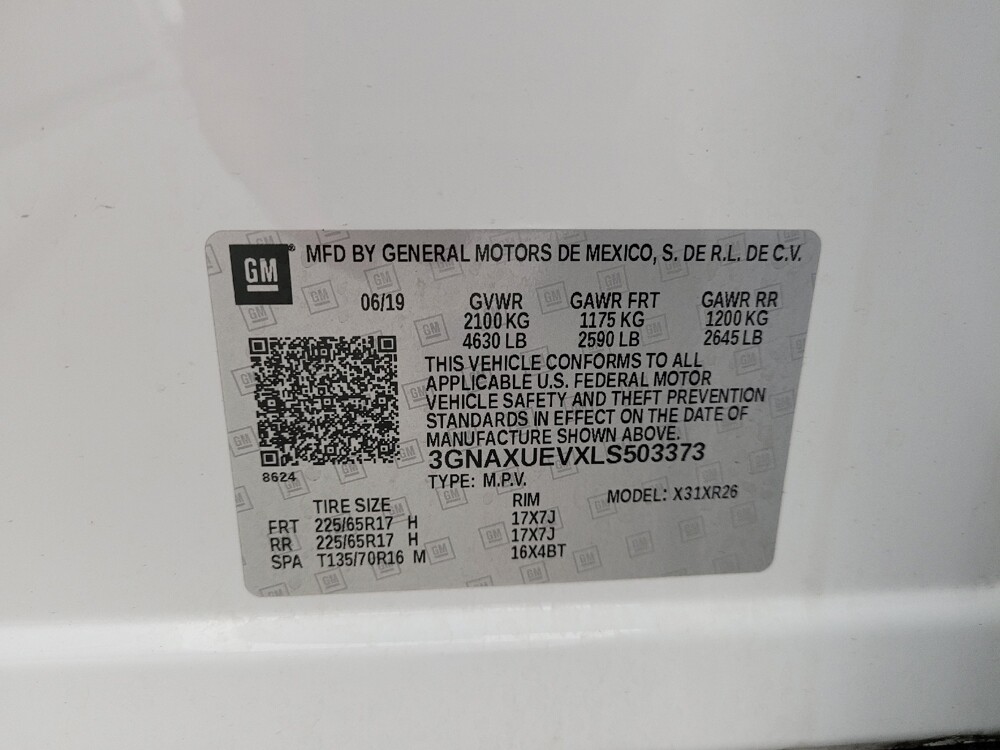 GM® MFD BY GENERAL MOTORS DE MEXICO, S. DE R.L. DE C.V.
06/19 GVWR GAWR FRT GAWR RR
2100 KG 1175 KG 1200 KG
4630 LB 2590 LB 2645 LB
THIS VEHICLE CONFORMS TO ALL
APPLICABLE U.S. FEDERAL MOTOR
VEHICLE SAFETY AND THEFT PREVENTION
STANDARDS IN EFFECT ON THE DATE OF
MANUFACTURE SHOWN ABOVE.
3GNAXUEVXLS503373
8624
TYPE: M.P.V. MODEL: X31XR26
TIRE SIZE RIM
FRT 225/65R17 H 17X7J
RR 225/65R17 H 17X7J
SPA T135/70R16 M 16X4BT